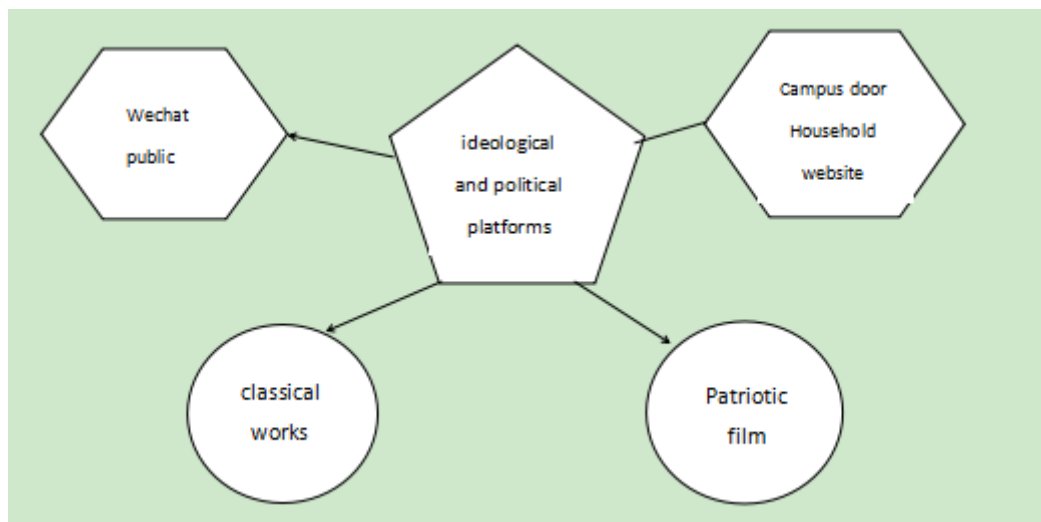 Wechat
public
ideological
and political
platforms
Campus door
Household
website
classical
works
Patriotic
film